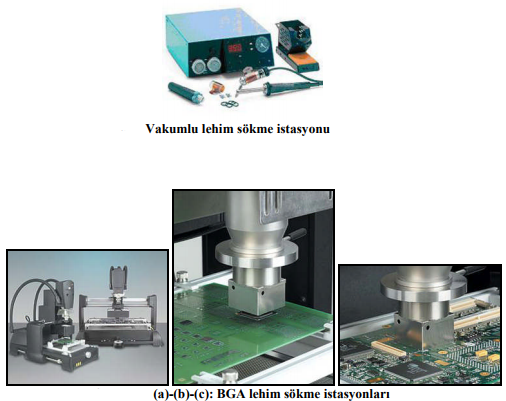 Vakumlu lehim sökme istasyonu
(a)-(b)-(c): BGA lehim sökme istasyonları